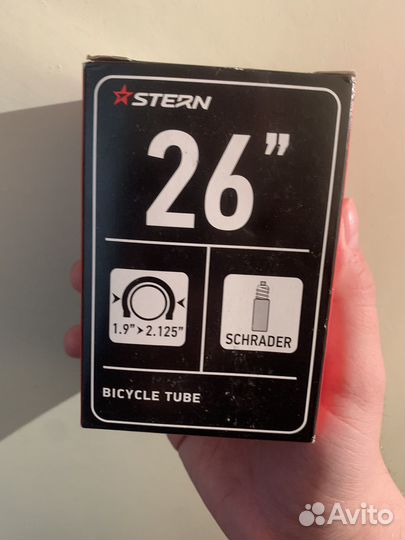 STERN
26”
1.9” > 2.125”
SCHRADER
BICYCLE TUBE
Avito